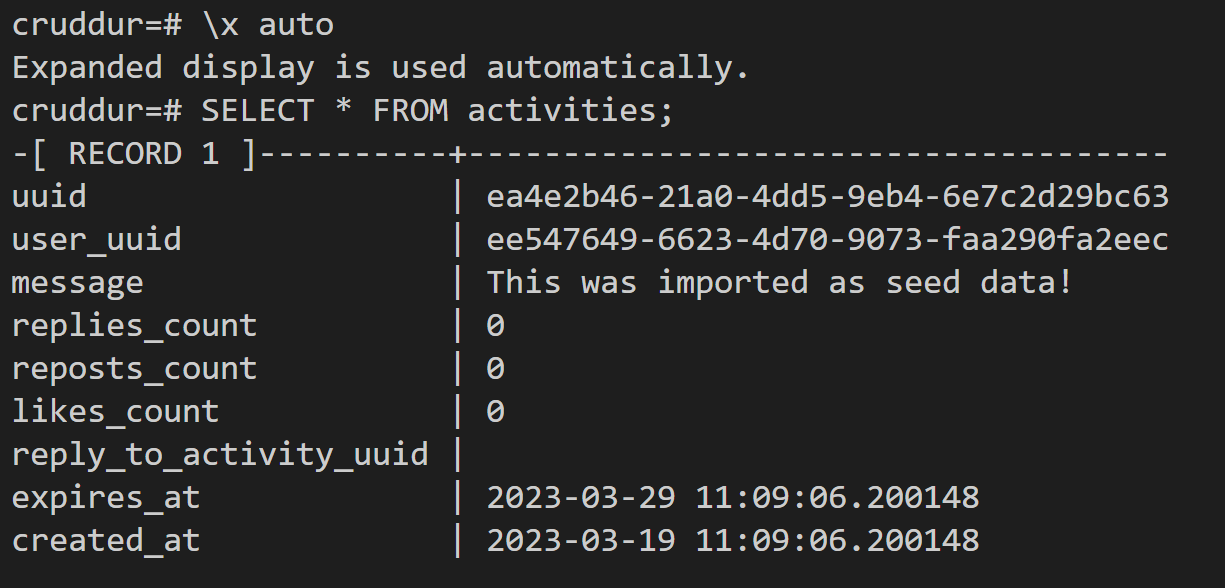 cruddur=# \x auto
Expanded display is used automatically.
cruddur=# SELECT * FROM activities;
-[ RECORD 1 ]----------+-------------------------------------
uuid                   | ea4e2b46-21a0-4dd5-9eb4-6e7c2d29bc63
user_uuid              | ee547649-6623-4d70-9073-faa290fa2eec
message                | This was imported as seed data!
replies_count          | 0
reposts_count          | 0
likes_count            | 0
reply_to_activity_uuid |
expires_at             | 2023-03-29 11:09:06.200148
created_at             | 2023-03-19 11:09:06.200148